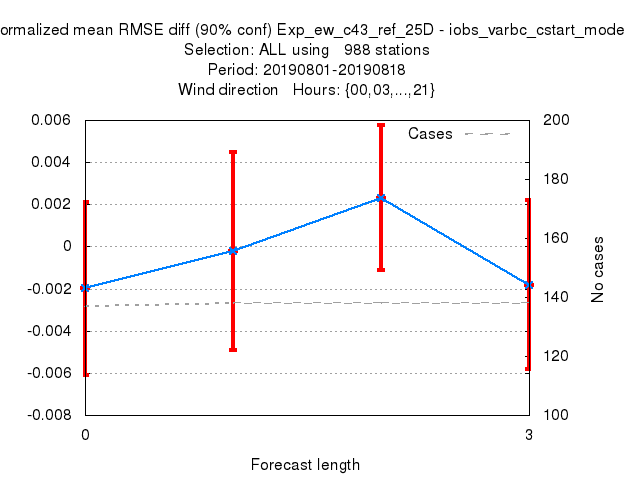 ormalized mean RMSE diff (90% conf) Exp_ew_c43_ref_25D - iobs_varbc_cstart_mode
Selection: ALL using 988 stations
Period: 20190801-20190818
Wind direction Hours: {00,03,...,21}
0.006
0.004
0.002
0
-0.002
-0.004
-0.006
-0.008
Cases
200
180
160
140
120
100
No cases
0
3
Forecast length